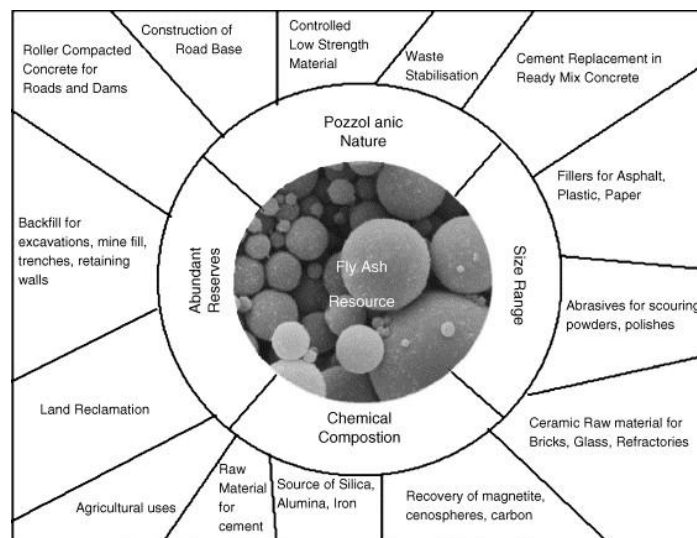 Roller Compacted
Concrete for
Roads and Dams
Construction of
Road Base
Controlled
Low Strength
Material
Waste
Stabilisation
Cement Replacement in
Ready Mix Concrete
Fillers for Asphalt,
Plastic, Paper
Abrasives for scouring
powders, polishes
Ceramic Raw material for
Bricks, Glass, Refractories
Recovery of magnetite,
cenospheres, carbon
Source of Silica,
Alumina, Iron
Raw
Material
for
cement
Agricultural uses
Land Reclamation
Backfill for
excavations, mine fill,
trenches, retaining
walls
Pozzol anic
Nature
Size Range
Chemical
Compostion
Abundant
Reserves
Fly Ash
Resource